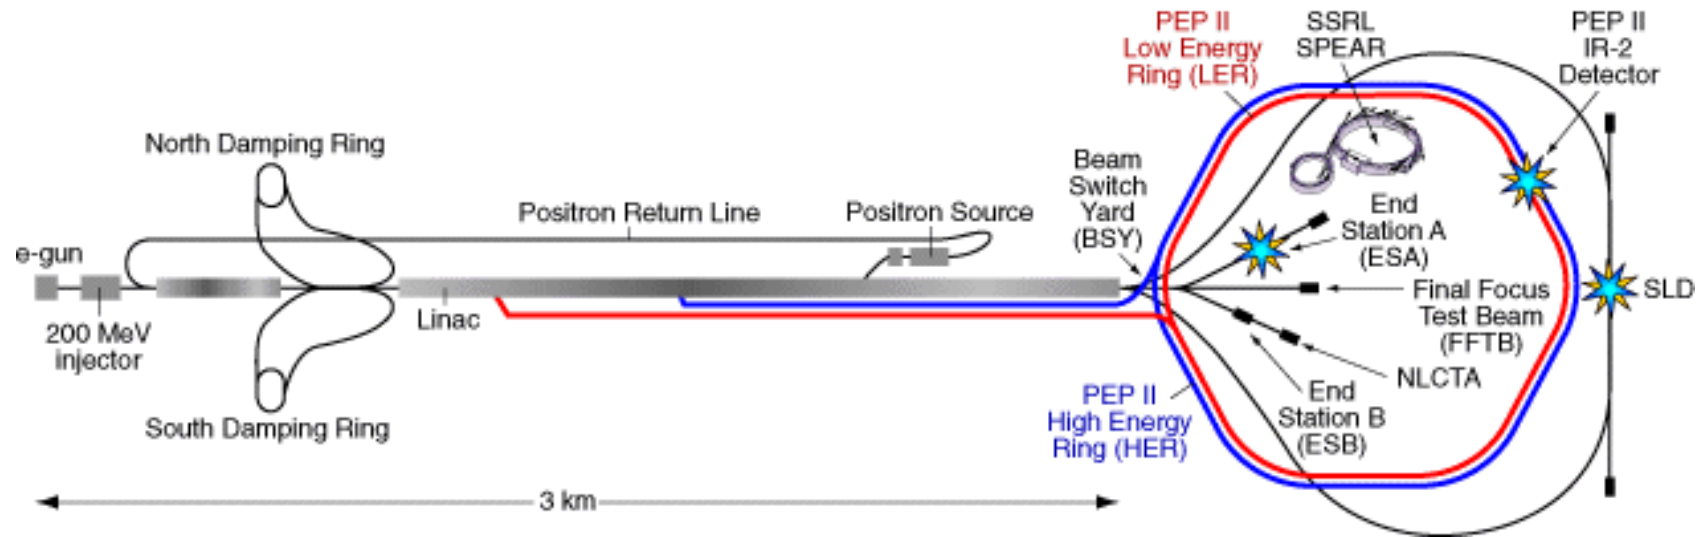 PEP II
Low Energy
Ring (LER)
SSRL
SPEAR
PEP II
IR-2
Detector
North Damping Ring
Beam
Switch
Yard
(BSY)
Positron Return Line
Positron Source
End
Station A
(ESA)
e-gun
200 MeV
injector
Linac
Final Focus
Test Beam
(FFTB)
SLD
NLCTA
End
Station B
(ESB)
PEP II
High Energy
Ring (HER)
South Damping Ring
3 km